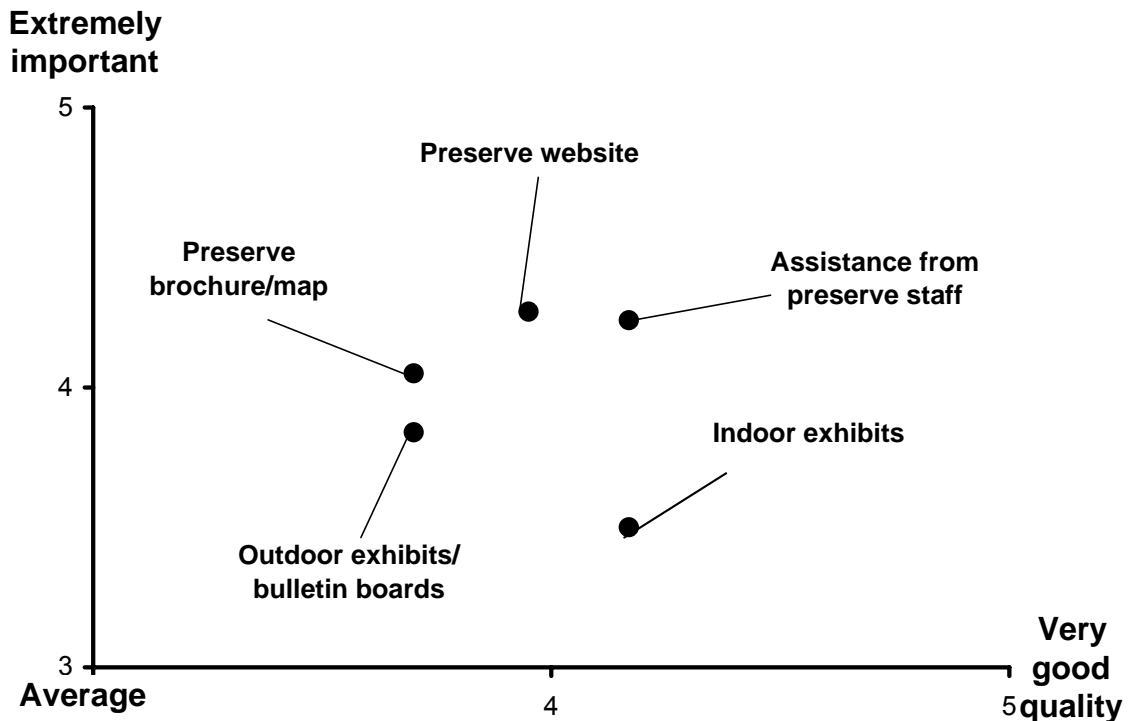 Extremely
important
5
Preserve website
Preserve
brochure/map
Assistance from
preserve staff
4
Indoor exhibits
Outdoor exhibits/
bulletin boards
3
Average
4
5
Very
good
quality